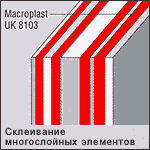 Macroplast
UK 8103
Склеивание
многослойных элементов